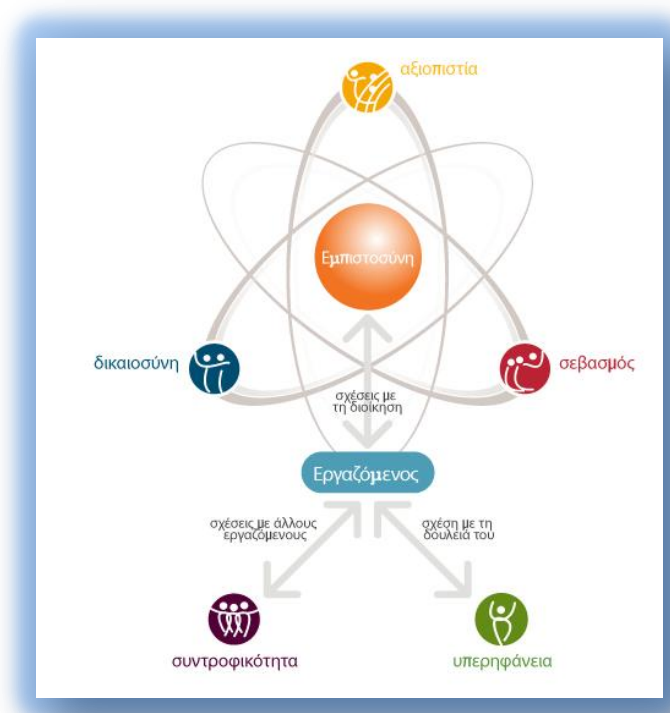 αξιοπιστία
Εμπιστοσύνη
δικαιοσύνη
σεβασμός
σχέσεις με
τη διοίκηση
Εργαζόμενος
σχέσεις με άλλους
εργαζόμενους
σχέση με τη
δουλειά του
συντροφικότητα
υπερηφάνεια